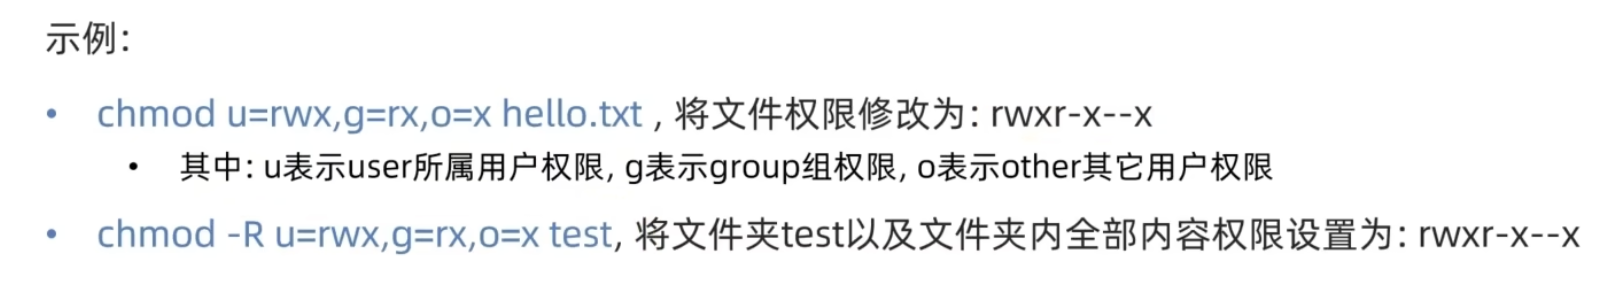 示例：
• chmod u=rwx,g=rx,o=x hello.txt , 将文件权限修改为: rwxr-x--x
• 其中: u表示user所属用户权限, g表示group组权限, o表示other其它用户权限
• chmod -R u=rwx,g=rx,o=x test, 将文件夹test以及文件夹内全部内容权限设置为: rwxr-x--x